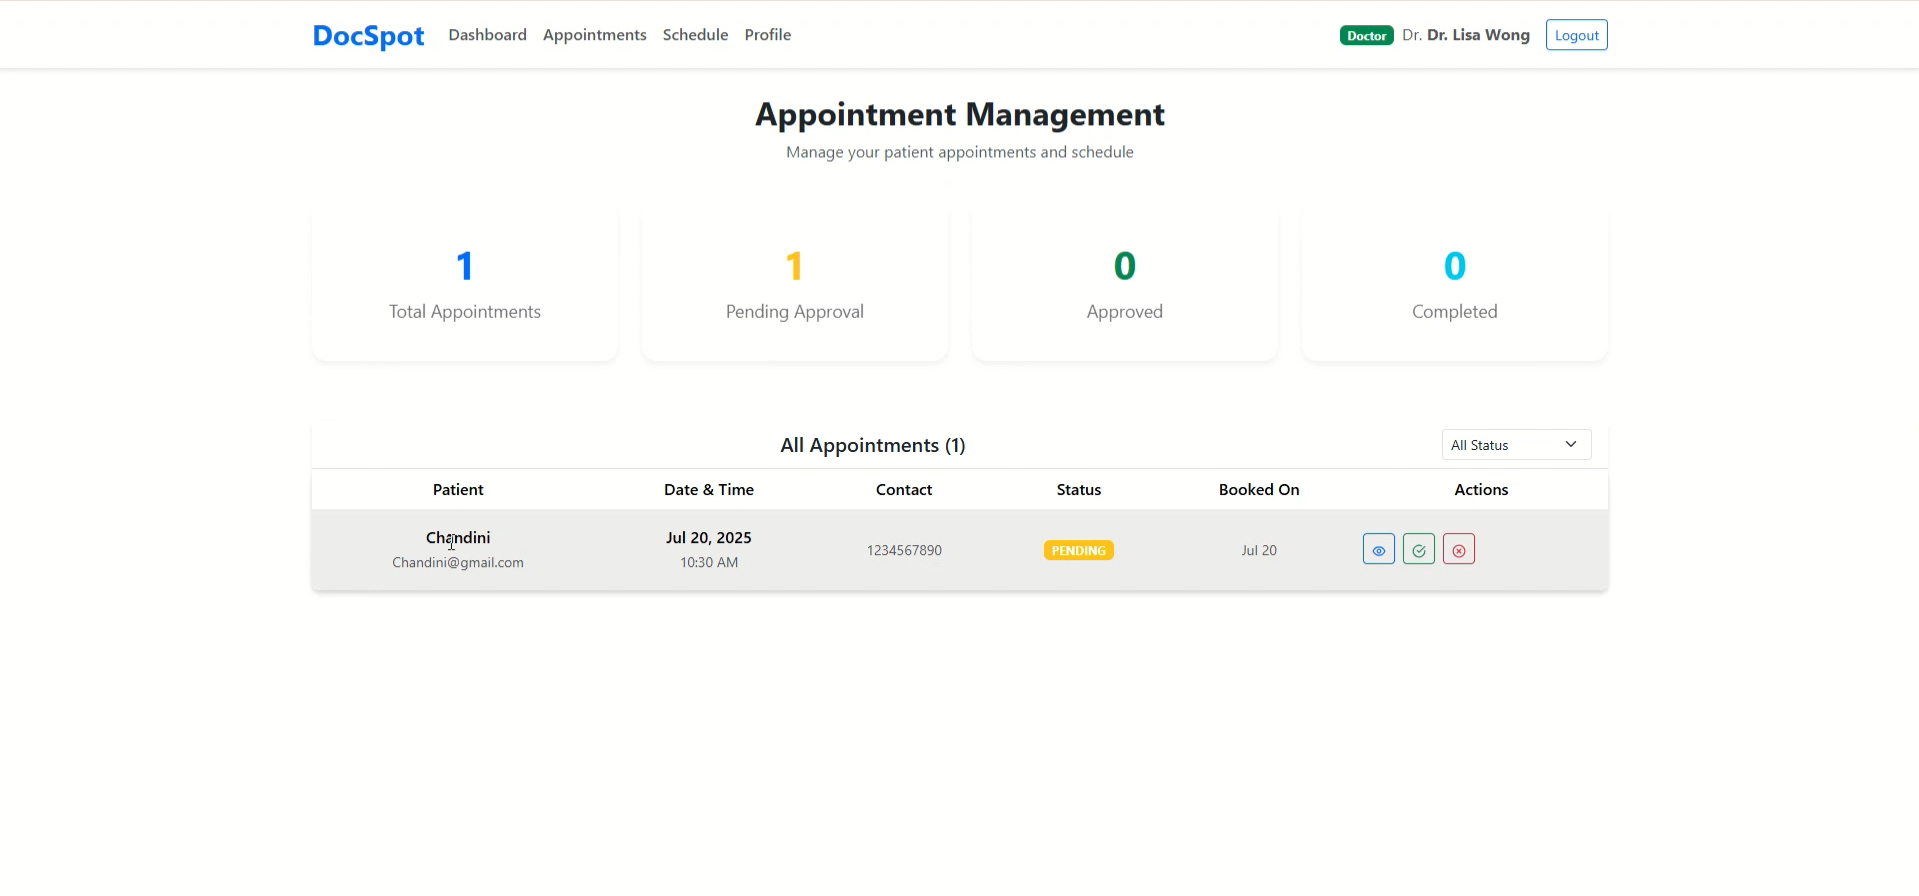 DocSpot Dashboard Appointments Schedule Profile Doctor Dr. Dr. Lisa Wong Logout
Appointment Management
Manage your patient appointments and schedule
1 1 0 0
Total Appointments Pending Approval Approved Completed
All Appointments (1) All Status
Patient Date & Time Contact Status Booked On Actions
Chandini Jul 20, 2025
1234567890 PENDING Jul 20
Chandini@gmail.com 10:30 AM